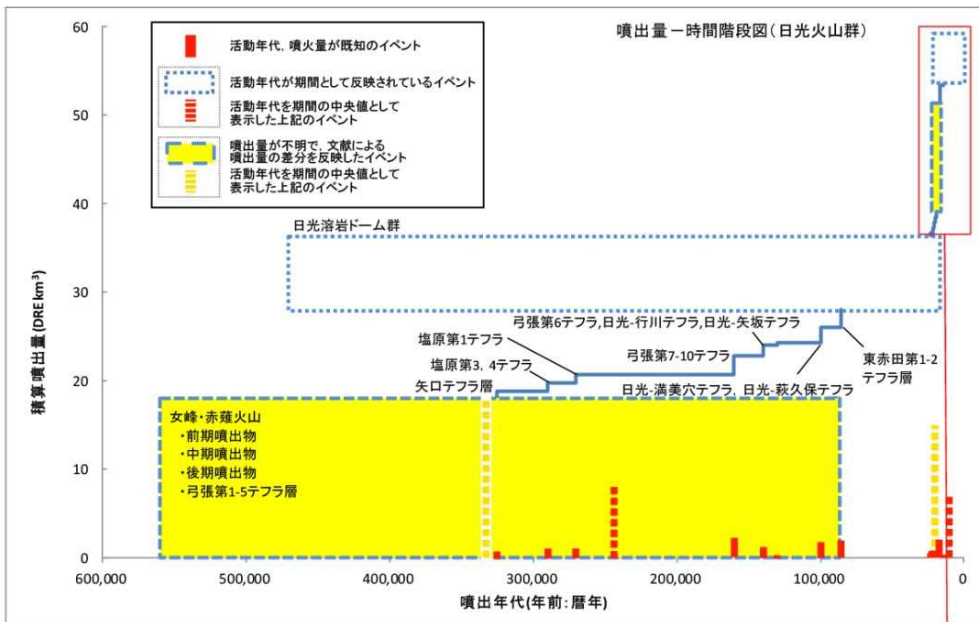 噴出量－時間階段図(日光火山群)
活動年代, 噴火量が既知のイベント
活動年代が期間として反映されているイベント
活動年代を期間の中央値として
表示した上記のイベント
噴出量が不明で, 文献による
噴出量の差分を反映したイベント
活動年代を期間の中央値として
表示した上記のイベント
積算噴出量(DRE km³)
60
50
40
30
20
10
0
日光溶岩ドーム群
弓張第6テフラ,日光-行川テフラ,日光-矢坂テフラ
塩原第1テフラ
弓張第7-10テフラ
東赤田第1-2
テフラ層
塩原第3, 4テフラ
矢口テフラ層
日光-満美穴テフラ, 日光-萩久保テフラ
女峰・赤薙火山
・前期噴出物
・中期噴出物
・後期噴出物
・弓張第1-5テフラ層
600,000
500,000
400,000
300,000
200,000
100,000
0
噴出年代(年前:暦年)